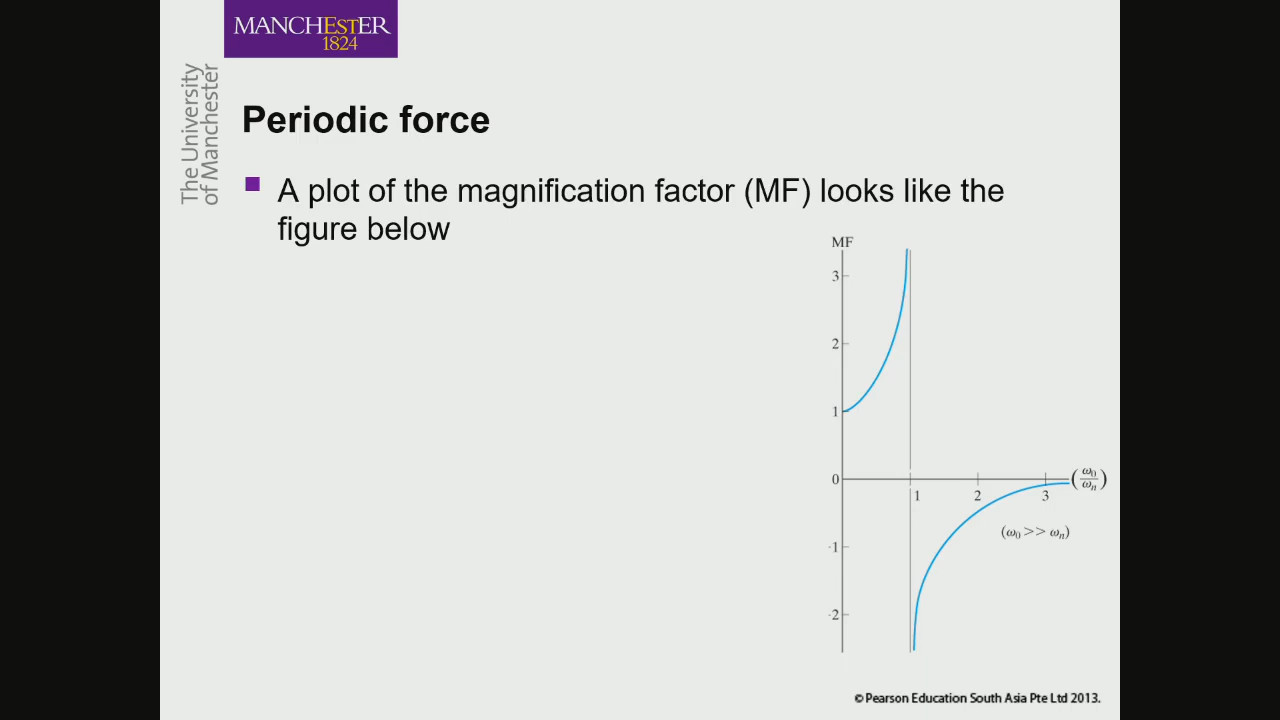 MANCHESTER
1824
The University
of Manchester
Periodic force
A plot of the magnification factor (MF) looks like the
figure below
MF
3
2
1
0
-1
-2
1
2
3
(ω₀/ωₙ)
(ω₀ >> ωₙ)
© Pearson Education South Asia Pte Ltd 2013.